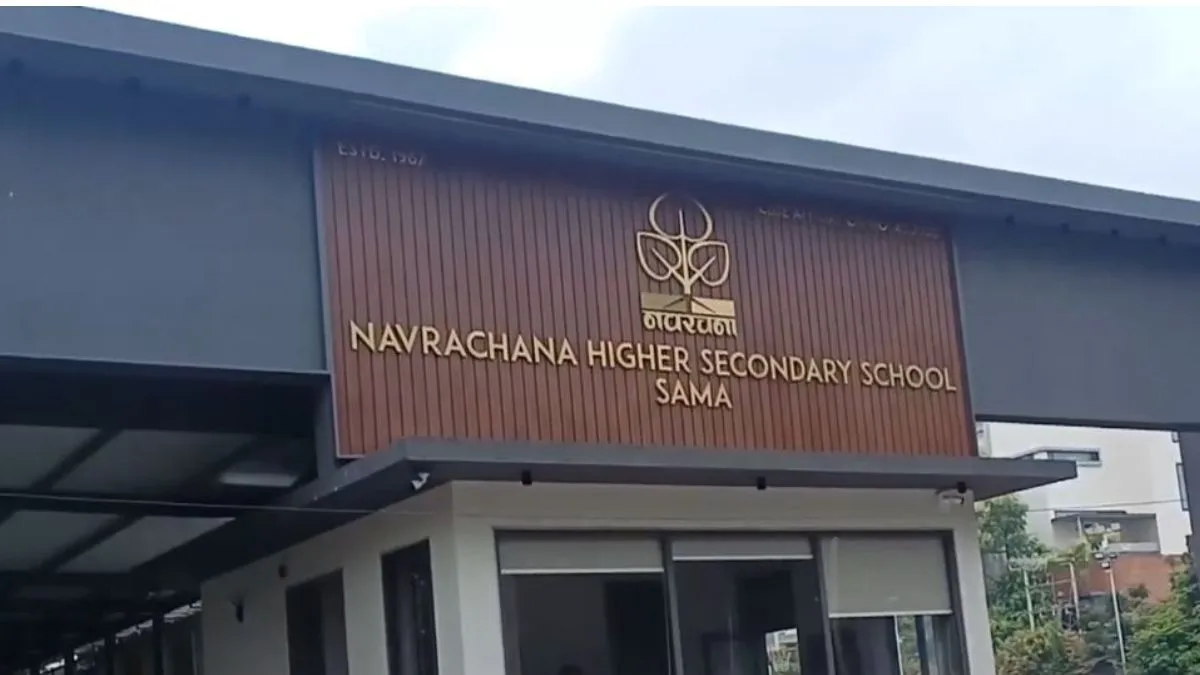 ESTD. 1967
नवरचना
NAVRACHANA HIGHER SECONDARY SCHOOL
SAMA